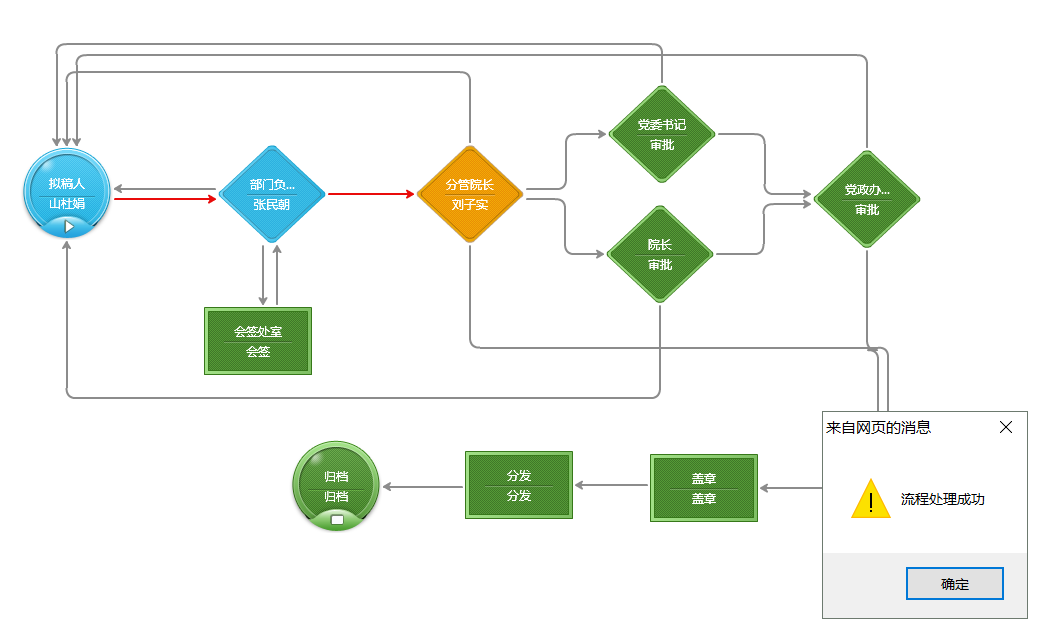 党委书记
审批
拟稿人
山杜娟
部门负...
张民朝
分管院长
刘子实
党政办...
审批
院长
审批
会签处室
会签
来自网页的消息
流程处理成功
确定
归档
归档
分发
分发
盖章
盖章